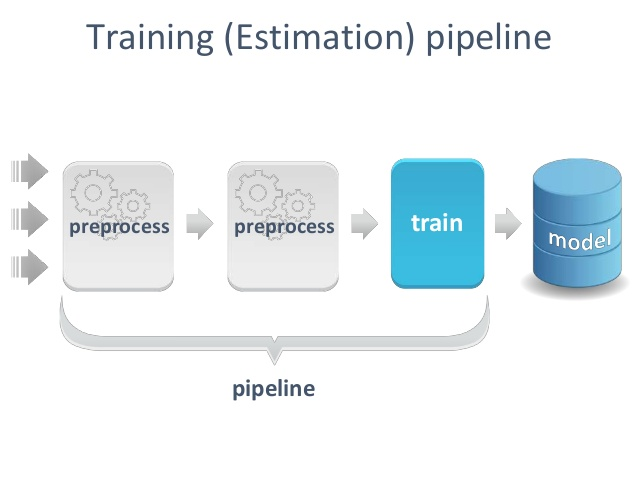 Training (Estimation) pipeline
preprocess
preprocess
train
model
pipeline